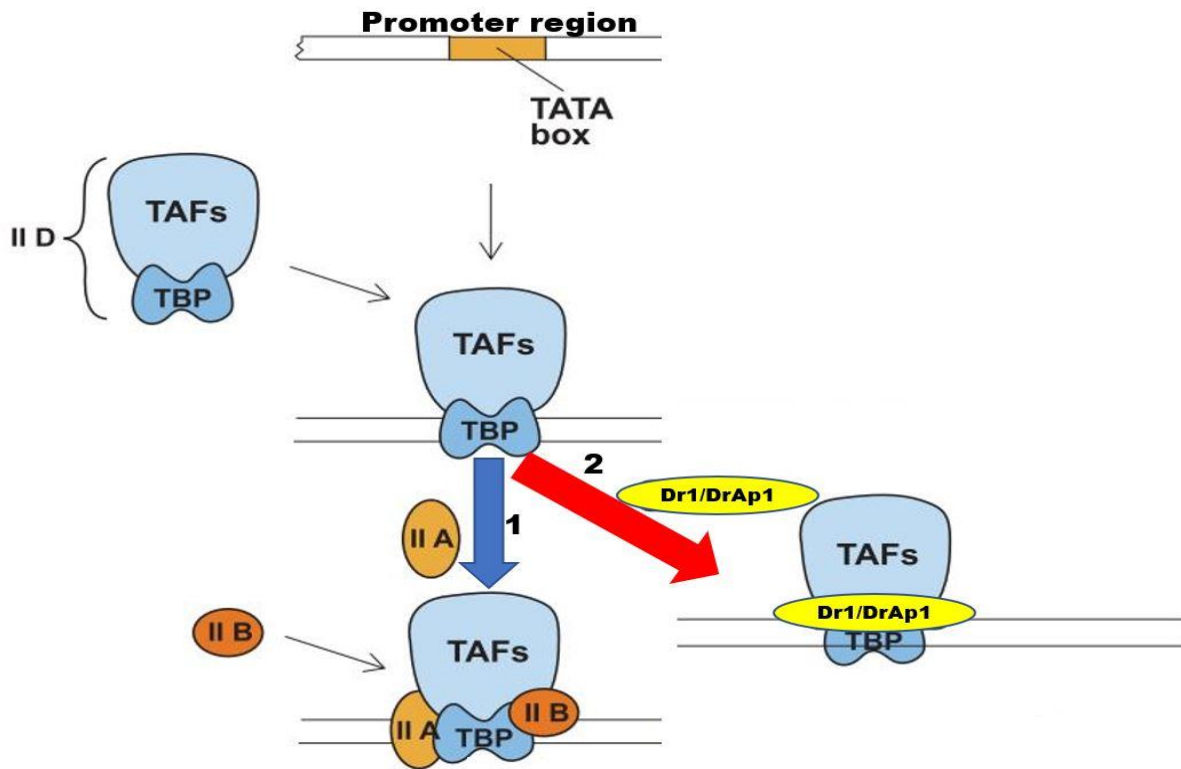 Promoter region
TATA
box
TAFs
II D
TBP
TAFs
TBP
2
Dr1/DrAp1
II A
1
TAFs
Dr1/DrAp1
TBP
II B
TAFs
II A
TBP
II B